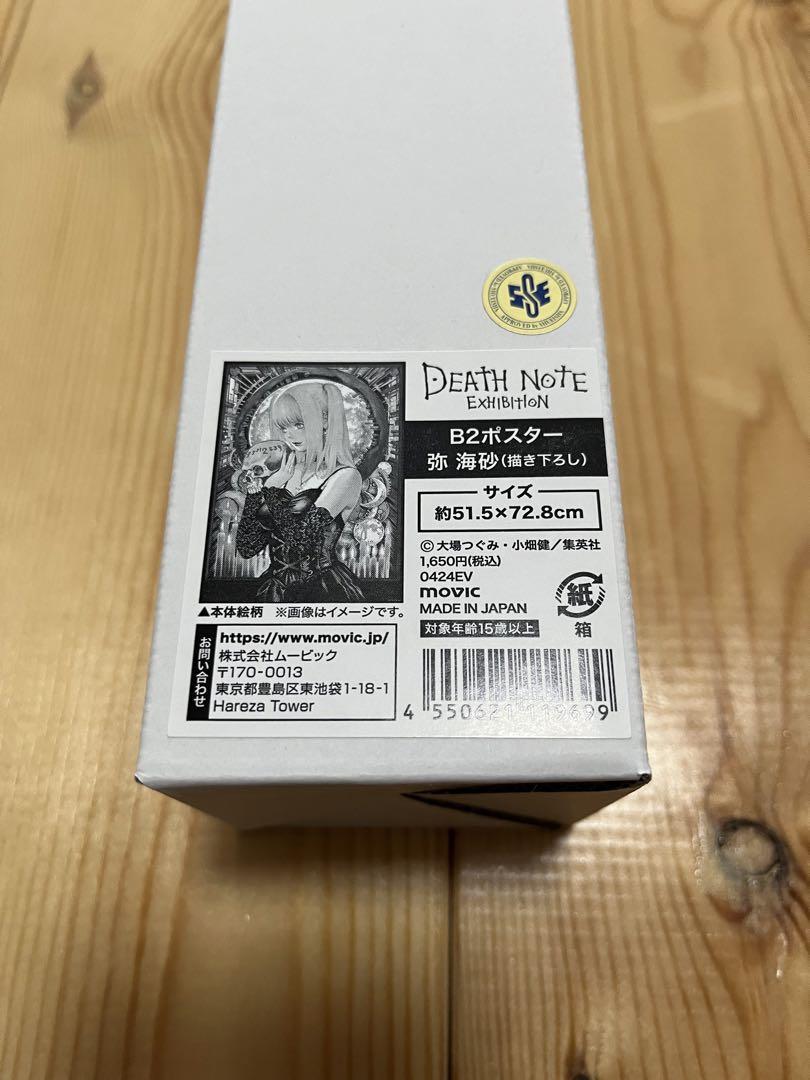 SSE
APPROVED by SHUEISHA
DEATH NOTE
EXHIBITION
B2ポスター
弥 海砂(描き下ろし)
サイズ
約51.5×72.8cm
©大場つぐみ・小畑健／集英社
1,650円(税込)
0424EV
movic
MADE IN JAPAN
対象年齢15歳以上
紙
箱
▲本体絵柄 ※画像はイメージです。
お問い合わせ
https://www.movic.jp/
株式会社ムービック
〒170-0013
東京都豊島区東池袋1-18-1
Hareza Tower
4 550621 119699